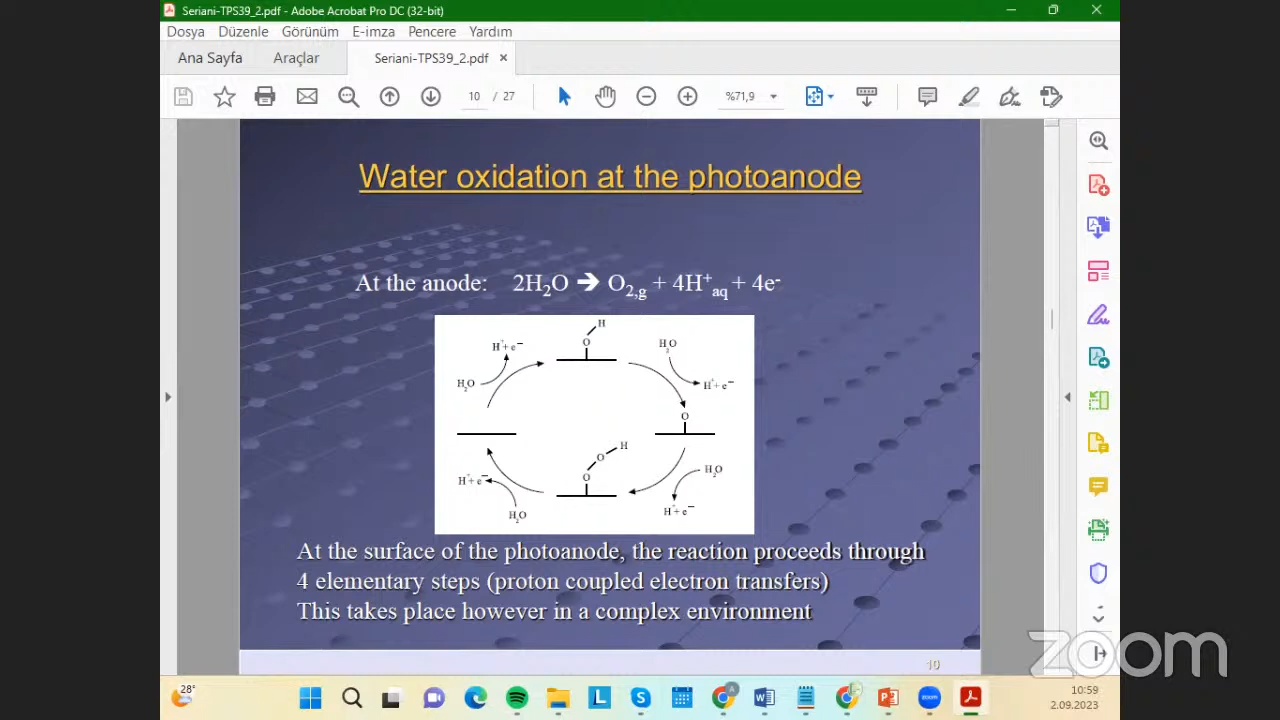 Seriani-TPS39_2.pdf - Adobe Acrobat Pro DC (32-bit)
Dosya Düzenle Görünüm E-imza Pencere Yardım
Ana Sayfa Araçlar Seriani-TPS39_2.pdf ×
10 / 27 %71,9
Water oxidation at the photoanode
At the anode: 2H2O ➔ O2,g + 4H+aq + 4e-
H
O
H+ + e−
H2O
H2O
H+ + e−
O
H
O
O
H+ + e−
H2O
H2O
H+ + e−
At the surface of the photoanode, the reaction proceeds through
4 elementary steps (proton coupled electron transfers)
This takes place however in a complex environment
10
zoom
28°
10:59
2.09.2023